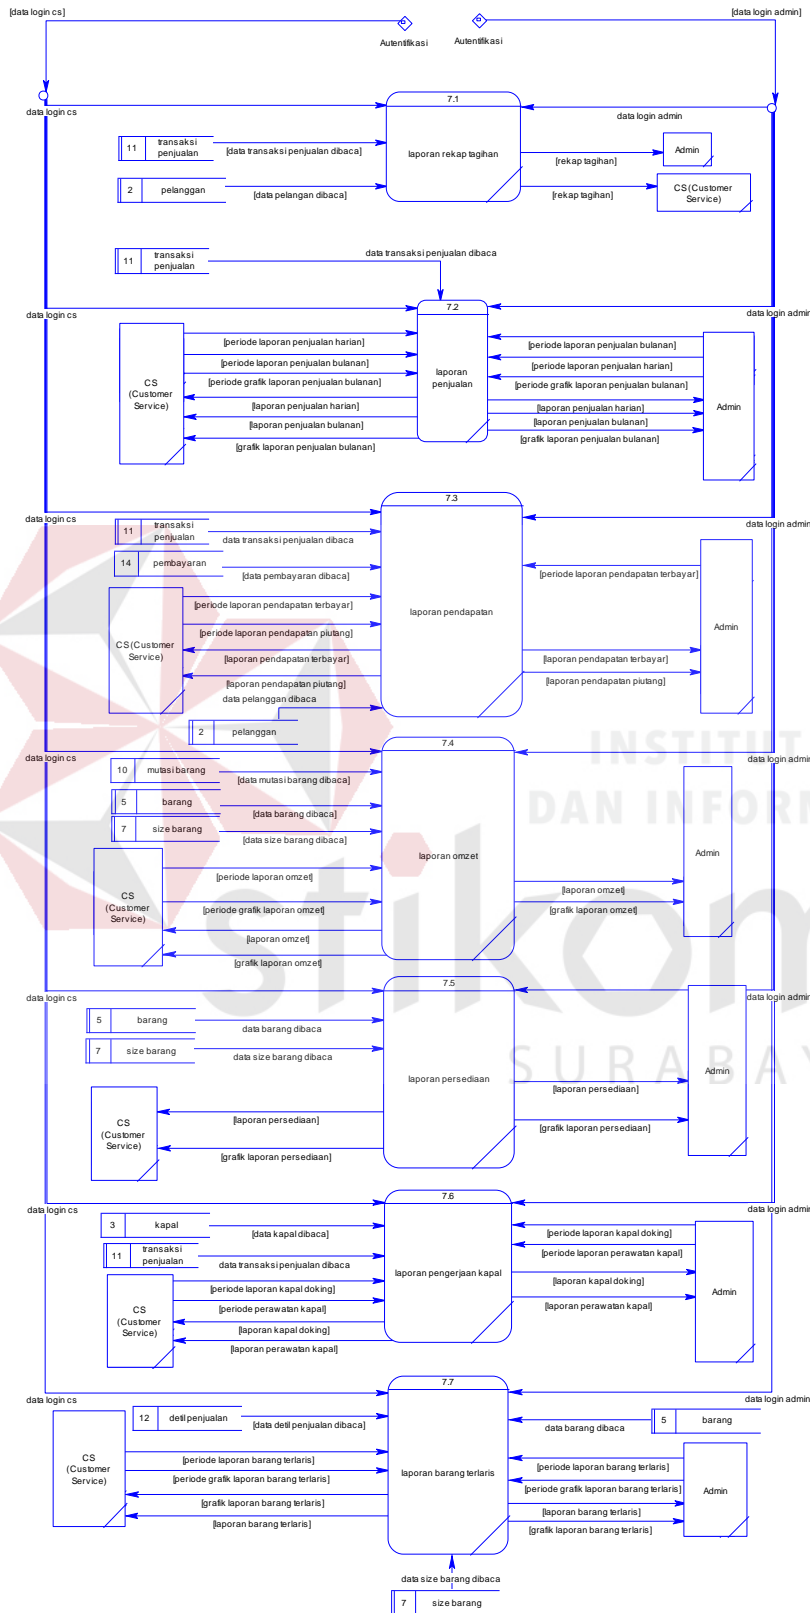 [data login cs]
[data login admin]
Autentifikasi
Autentifikasi
data login cs
7.1
data login admin
11
transaksi
penjualan
[data transaksi penjualan dibaca]
laporan rekap tagihan
[rekap tagihan]
Admin
2
pelanggan
[data pelangan dibaca]
[rekap tagihan]
CS (Customer
Service)
11
transaksi
penjualan
data transaksi penjualan dibaca
data login cs
7.2
data login admin
CS
(Customer
Service)
[periode laporan penjualan harian]
[periode laporan penjualan bulanan]
[periode grafik laporan penjualan bulanan]
[laporan penjualan harian]
[laporan penjualan bulanan]
[grafik laporan penjualan bulanan]
laporan
penjualan
[periode laporan penjualan bulanan]
[periode laporan penjualan harian]
[periode grafik laporan penjualan bulanan]
[laporan penjualan harian]
[laporan penjualan bulanan]
[grafik laporan penjualan bulanan]
Admin
data login cs
7.3
data login admin
11
transaksi
penjualan
data transaksi penjualan dibaca
14
pembayaran
[data pembayaran dibaca]
CS (Customer
Service)
[periode laporan pendapatan terbayar]
[periode laporan pendapatan piutang]
[laporan pendapatan terbayar]
[laporan pendapatan piutang]
data pelanggan dibaca
2
pelanggan
laporan pendapatan
[periode laporan pendapatan terbayar]
[laporan pendapatan terbayar]
[laporan pendapatan piutang]
Admin
INSTITUT
DAN INFORM
stikom
SURABAY
data login cs
7.4
data login admin
10
mutasi barang
[data mutasi barang dibaca]
5
barang
[data barang dibaca]
7
size barang
[data size barang dibaca]
CS
(Customer
Service)
[periode laporan omzet]
[periode grafik laporan omzet]
[laporan omzet]
[grafik laporan omzet]
laporan omzet
[laporan omzet]
[grafik laporan omzet]
Admin
data login cs
7.5
data login admin
5
barang
data barang dibaca
7
size barang
data size barang dibaca
CS
(Customer
Service)
[laporan persediaan]
[grafik laporan persediaan]
laporan persediaan
[laporan persediaan]
[grafik laporan persediaan]
Admin
data login cs
7.6
data login admin
3
kapal
[data kapal dibaca]
11
transaksi
penjualan
data transaksi penjualan dibaca
CS
(Customer
Service)
[periode laporan kapal doking]
[periode perawatan kapal]
[laporan kapal doking]
[laporan perawatan kapal]
laporan pengerjaan kapal
[periode laporan kapal doking]
[periode laporan perawatan kapal]
[laporan kapal doking]
[laporan perawatan kapal]
Admin
data login cs
7.7
data login admin
12
detil penjualan
[data detil penjualan dibaca]
data barang dibaca
5
barang
CS
(Customer
Service)
[periode laporan barang terlaris]
[periode grafik laporan barang terlaris]
[grafik laporan barang terlaris]
[laporan barang terlaris]
laporan barang terlaris
[periode laporan barang terlaris]
[periode grafik laporan barang terlaris]
[laporan barang terlaris]
[grafik laporan barang terlaris]
Admin
data size barang dibaca
7
size barang